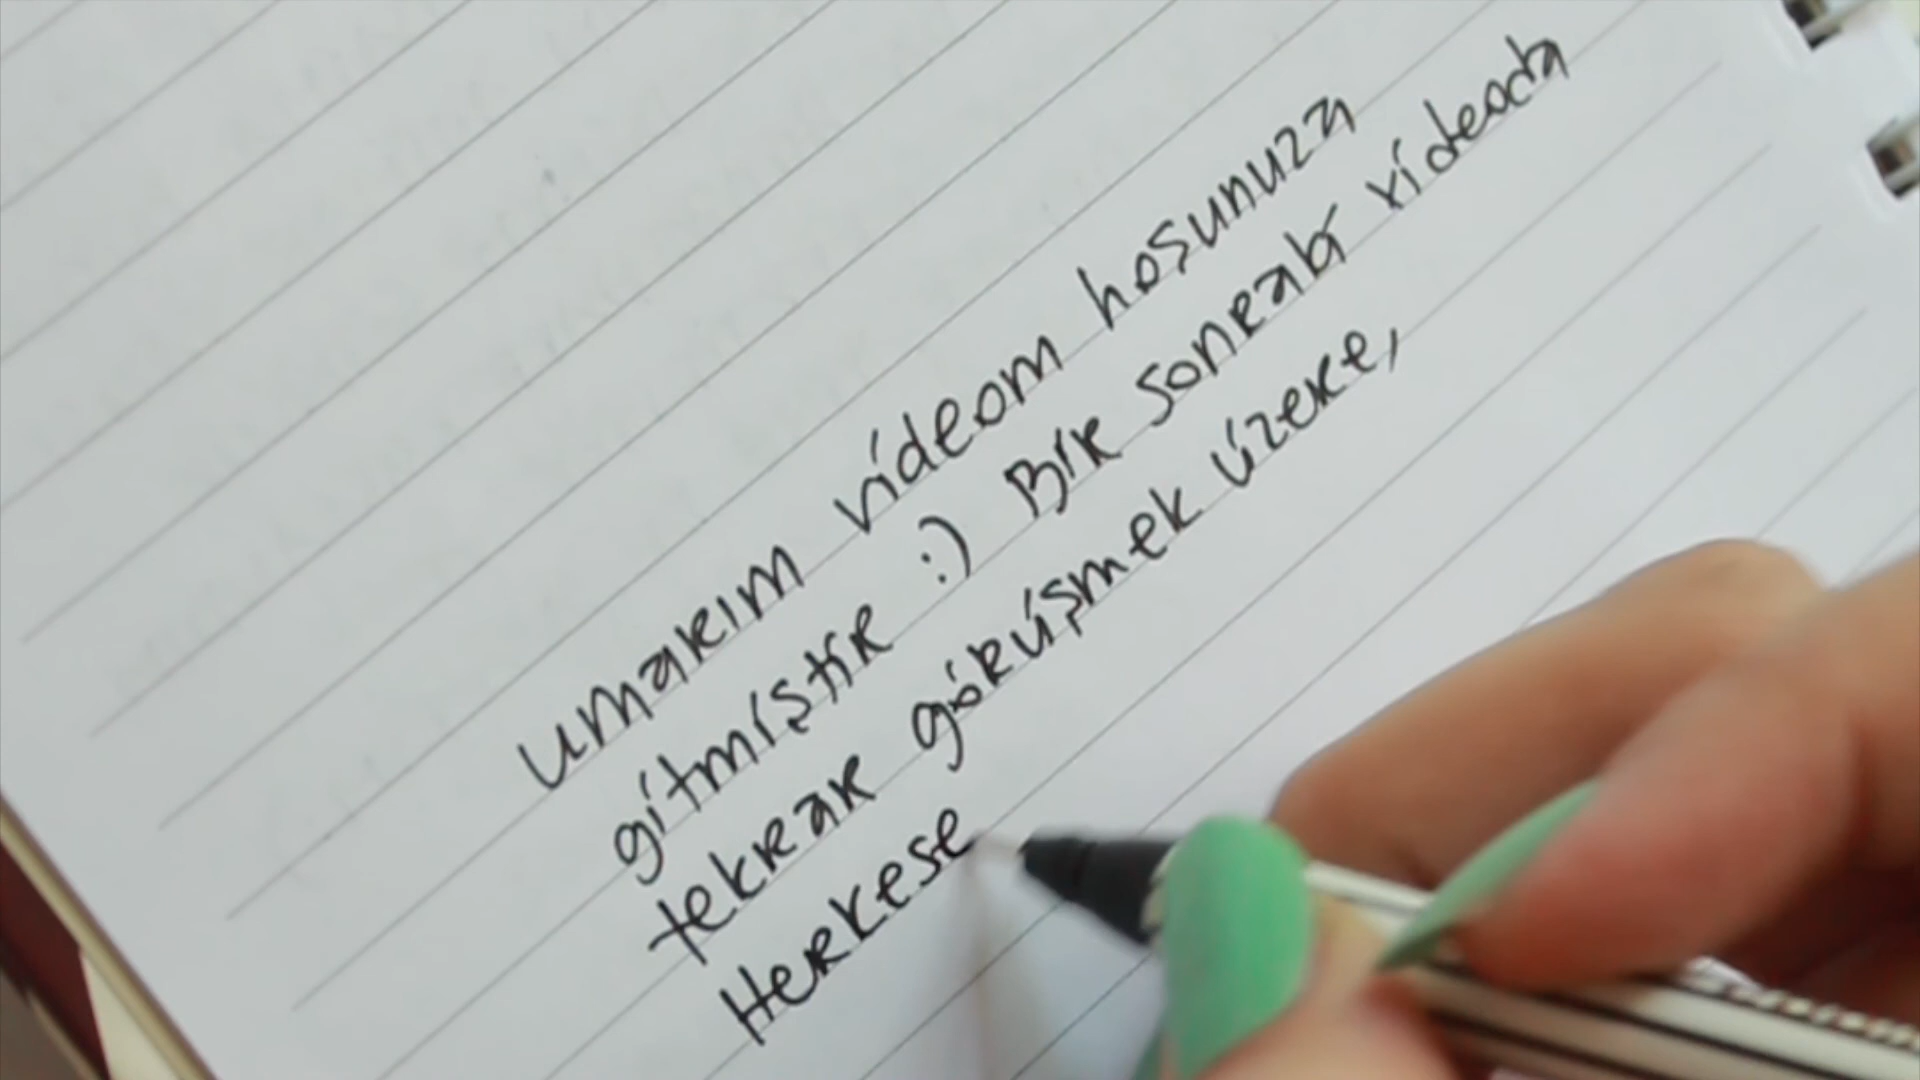 umarım videom hoşunuza
gitmiştir :) Bir sonraki videoda
tekrar görüşmek üzere,
Herkese